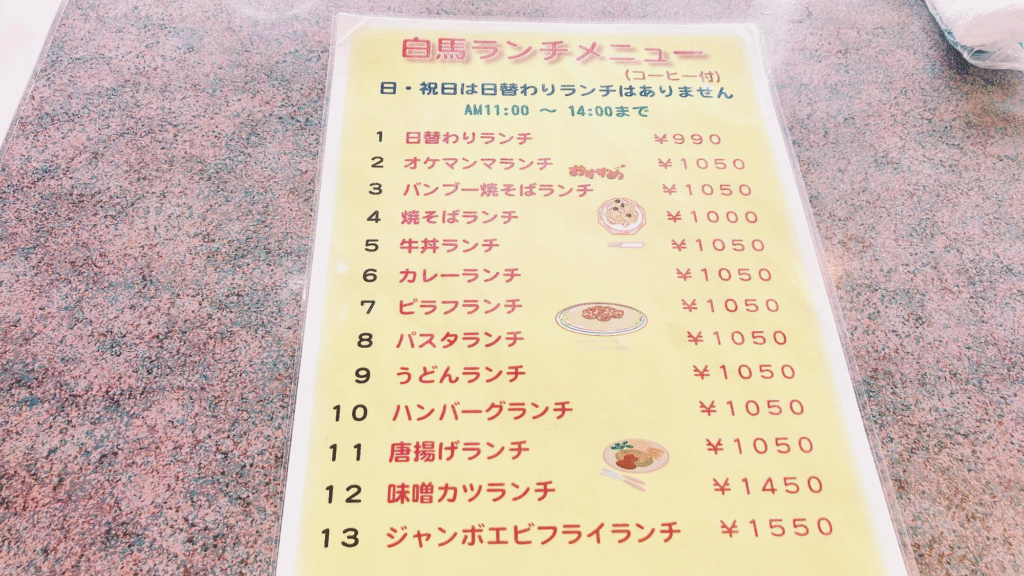 白馬ランチメニュー
(コーヒー付)
日・祝日は日替わりランチはありません
AM11:00 ～ 14:00まで
1 日替わりランチ ￥990
2 オケマンマランチ おすすめ ￥1050
3 バンブー焼そばランチ ￥1050
4 焼そばランチ ￥1000
5 牛丼ランチ ￥1050
6 カレーランチ ￥1050
7 ピラフランチ ￥1050
8 パスタランチ ￥1050
9 うどんランチ ￥1050
10 ハンバーグランチ ￥1050
11 唐揚げランチ ￥1050
12 味噌カツランチ ￥1450
13 ジャンボエビフライランチ ￥1550